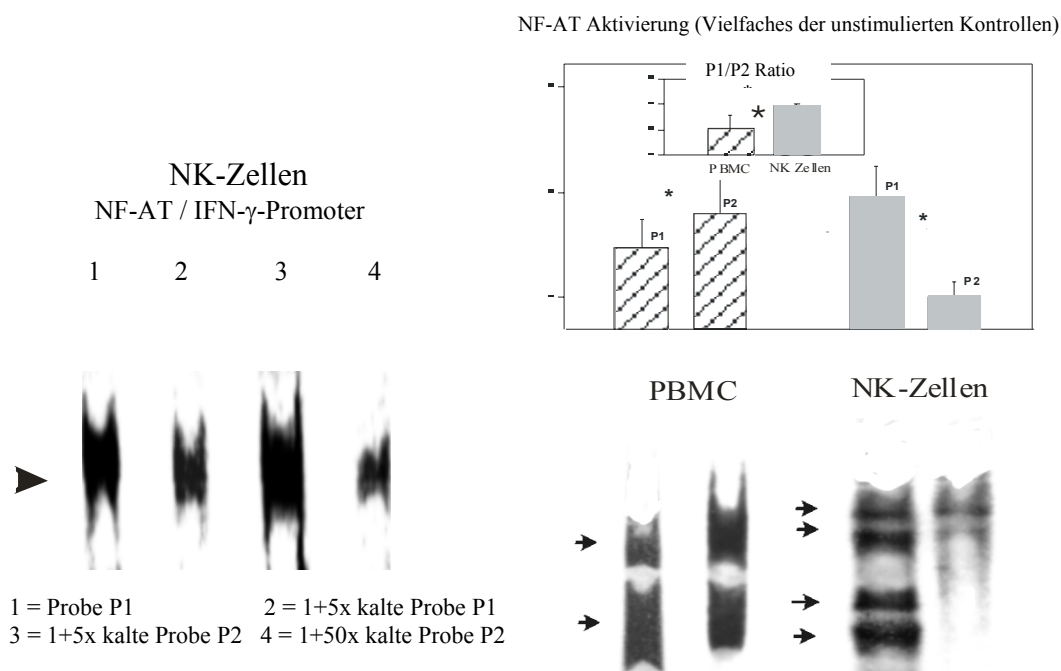 NF-AT Aktivierung (Vielfaches der unstimulierten Kontrollen)
P1/P2 Ratio
*
PBMC
NK Zellen
*
P1
P2
P1
*
P2
NK-Zellen
NF-AT / IFN-γ-Promoter
1 2 3 4
1 = Probe P1 2 = 1+5x kalte Probe P1
3 = 1+5x kalte Probe P2 4 = 1+50x kalte Probe P2
PBMC
NK-Zellen